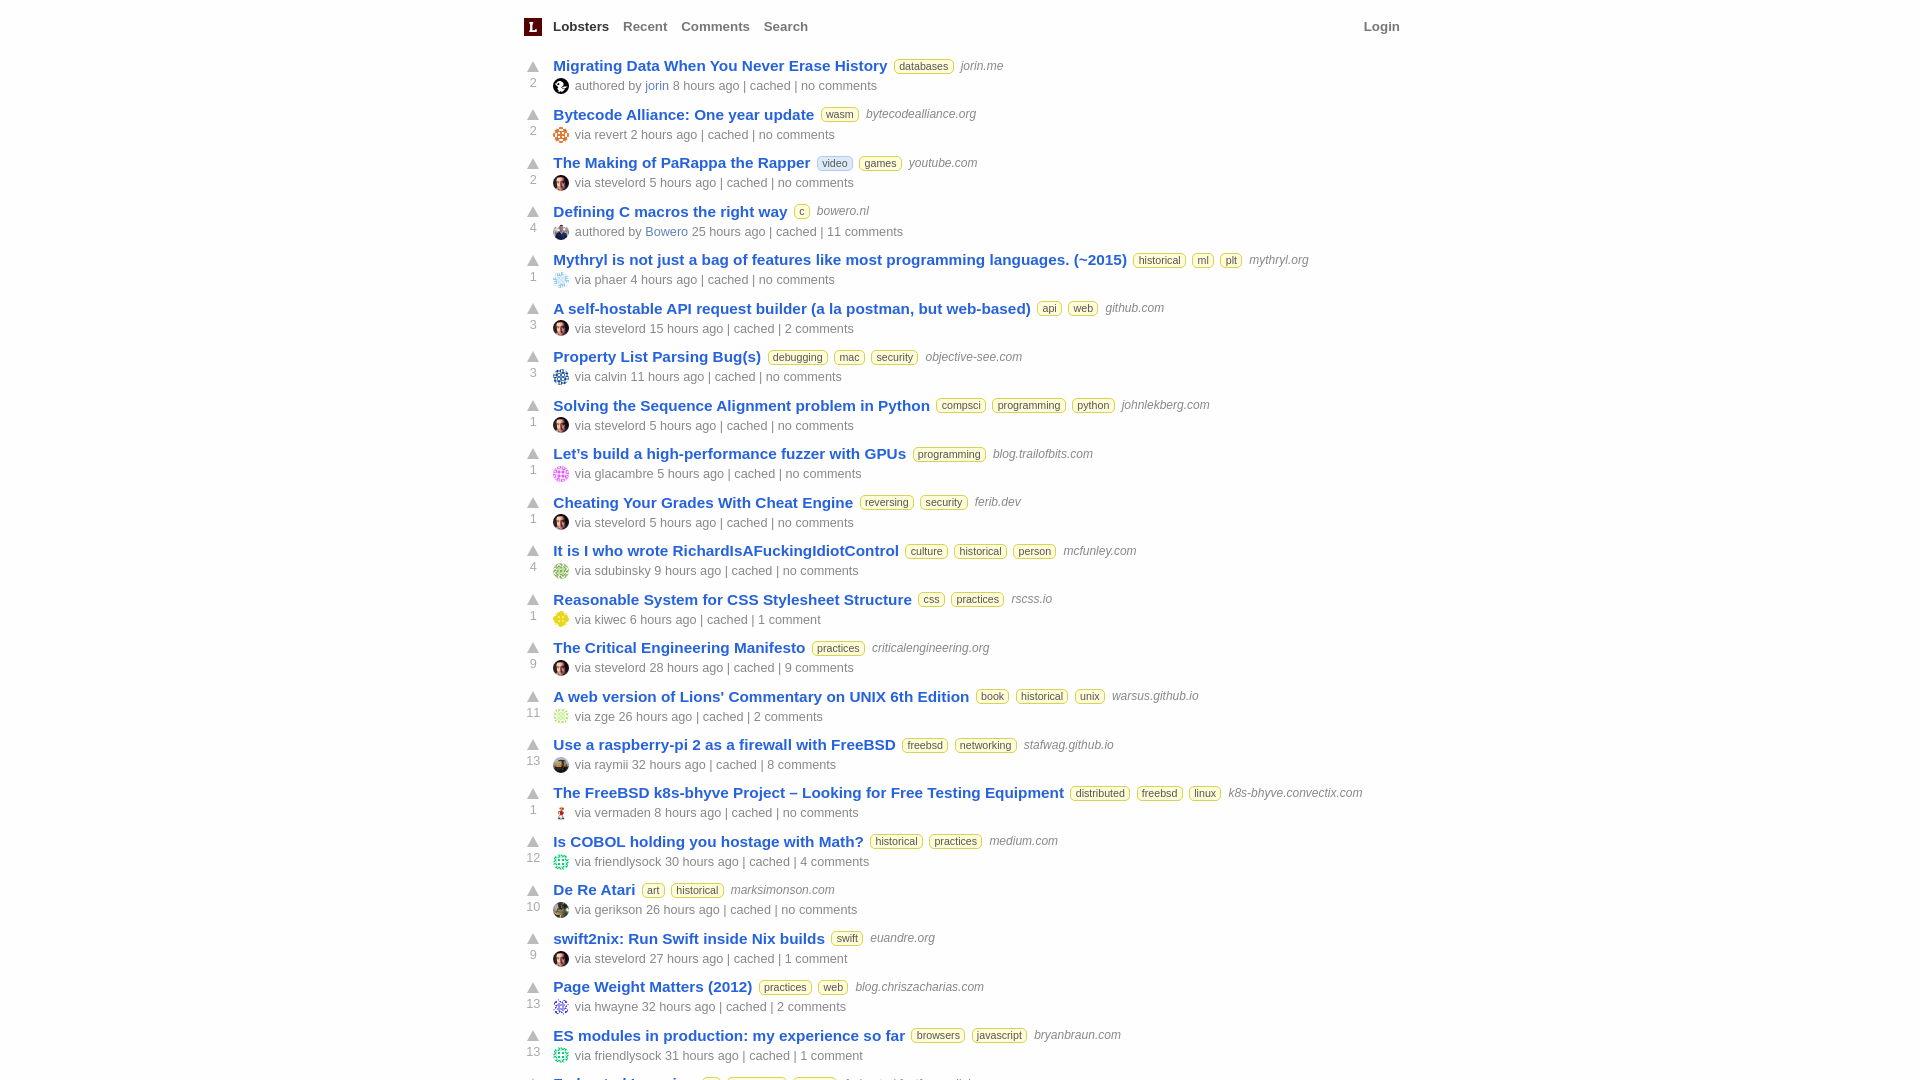 L Lobsters Recent Comments Search Login
Migrating Data When You Never Erase History databases jorin.me
2 authored by jorin 8 hours ago | cached | no comments
Bytecode Alliance: One year update wasm bytecodealliance.org
2 via revert 2 hours ago | cached | no comments
The Making of PaRappa the Rapper video games youtube.com
2 via stevelord 5 hours ago | cached | no comments
Defining C macros the right way c bowero.nl
4 authored by Bowero 25 hours ago | cached | 11 comments
Mythryl is not just a bag of features like most programming languages. (~2015) historical ml plt mythryl.org
1 via phaer 4 hours ago | cached | no comments
A self-hostable API request builder (a la postman, but web-based) api web github.com
3 via stevelord 15 hours ago | cached | 2 comments
Property List Parsing Bug(s) debugging mac security objective-see.com
3 via calvin 11 hours ago | cached | no comments
Solving the Sequence Alignment problem in Python compsci programming python johnlekberg.com
1 via stevelord 5 hours ago | cached | no comments
Let’s build a high-performance fuzzer with GPUs programming blog.trailofbits.com
1 via glacambre 5 hours ago | cached | no comments
Cheating Your Grades With Cheat Engine reversing security ferib.dev
1 via stevelord 5 hours ago | cached | no comments
It is I who wrote RichardIsAFuckingIdiotControl culture historical person mcfunley.com
4 via sdubinsky 9 hours ago | cached | no comments
Reasonable System for CSS Stylesheet Structure css practices rscss.io
1 via kiwec 6 hours ago | cached | 1 comment
The Critical Engineering Manifesto practices criticalengineering.org
9 via stevelord 28 hours ago | cached | 9 comments
A web version of Lions' Commentary on UNIX 6th Edition book historical unix warsus.github.io
11 via zge 26 hours ago | cached | 2 comments
Use a raspberry-pi 2 as a firewall with FreeBSD freebsd networking stafwag.github.io
13 via raymii 32 hours ago | cached | 8 comments
The FreeBSD k8s-bhyve Project – Looking for Free Testing Equipment distributed freebsd linux k8s-bhyve.convectix.com
1 via vermaden 8 hours ago | cached | no comments
Is COBOL holding you hostage with Math? historical practices medium.com
12 via friendlysock 30 hours ago | cached | 4 comments
De Re Atari art historical marksimonson.com
10 via gerikson 26 hours ago | cached | no comments
swift2nix: Run Swift inside Nix builds swift euandre.org
9 via stevelord 27 hours ago | cached | 1 comment
Page Weight Matters (2012) practices web blog.chriszacharias.com
13 via hwayne 32 hours ago | cached | 2 comments
ES modules in production: my experience so far browsers javascript bryanbraun.com
13 via friendlysock 31 hours ago | cached | 1 comment